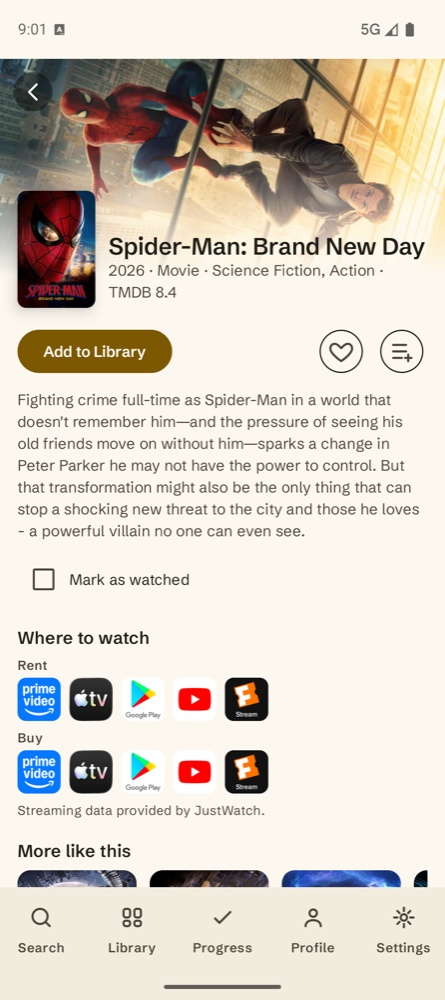 9:01 A
5G
Spider-Man: Brand New Day
2026 · Movie · Science Fiction, Action ·
TMDB 8.4
SPIDER-MAN
BRAND NEW DAY
Add to Library
Fighting crime full-time as Spider-Man in a world that
doesn't remember him—and the pressure of seeing his
old friends move on without him—sparks a change in
Peter Parker he may not have the power to control. But
that transformation might also be the only thing that can
stop a shocking new threat to the city and those he loves
- a powerful villain no one can even see.
Mark as watched
Where to watch
Rent
prime video
tv
Google Play
Stream
Buy
prime video
tv
Google Play
Stream
Streaming data provided by JustWatch.
More like this
Search Library Progress Profile Settings